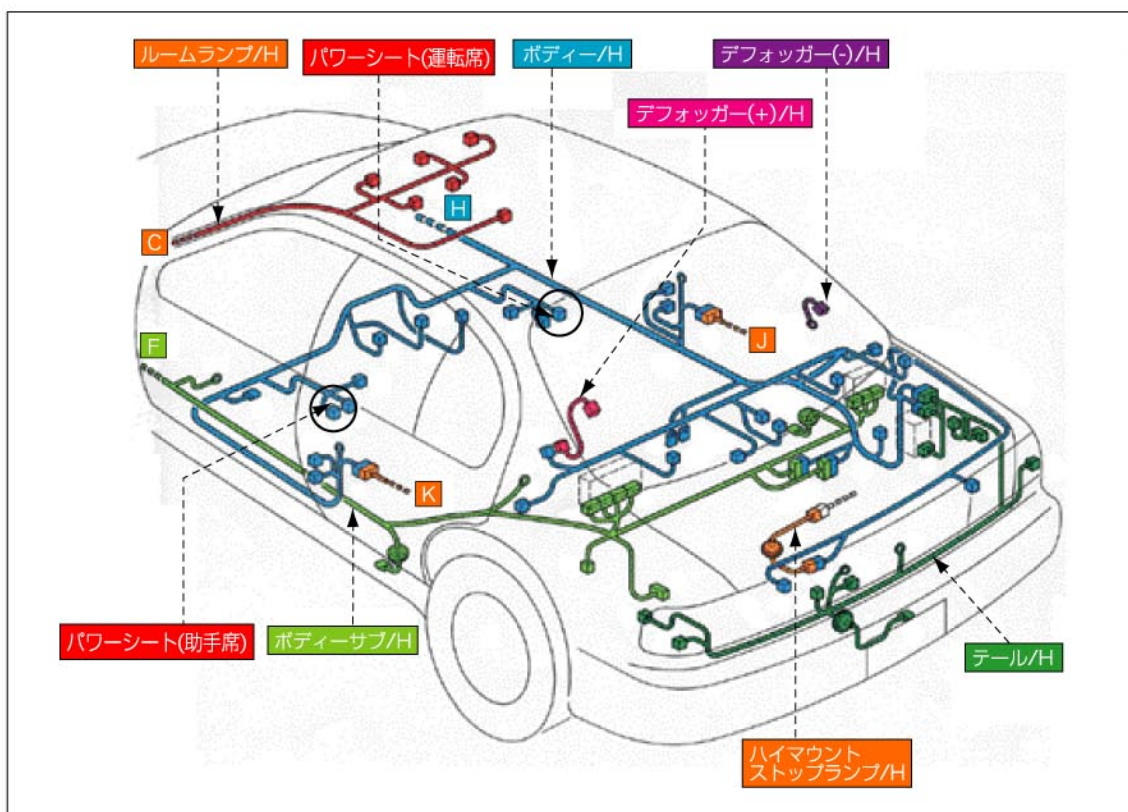 ルームランプ/H
パワーシート(運転席)
ボディー/H
デフォッガー(-)/H
デフォッガー(+)/H
H
C
J
F
K
パワーシート(助手席)
ボディーサブ/H
テール/H
ハイマウント
ストップランプ/H